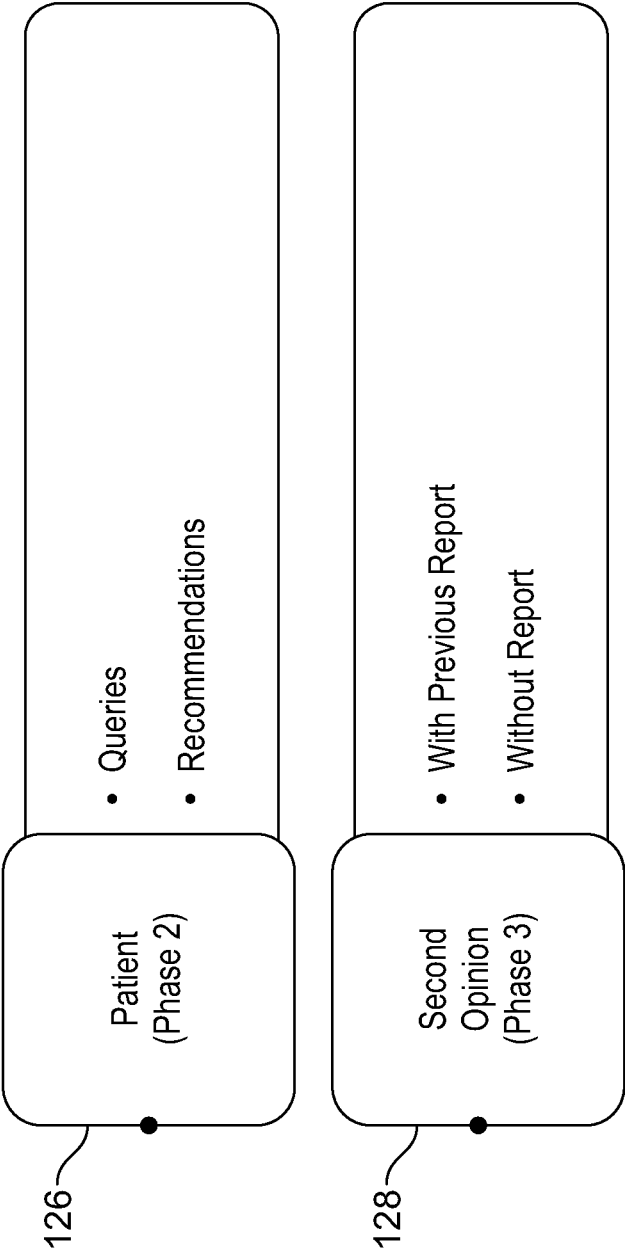 126
Patient
(Phase 2)
• Queries
• Recommendations
128
Second
Opinion
(Phase 3)
• With Previous Report
• Without Report